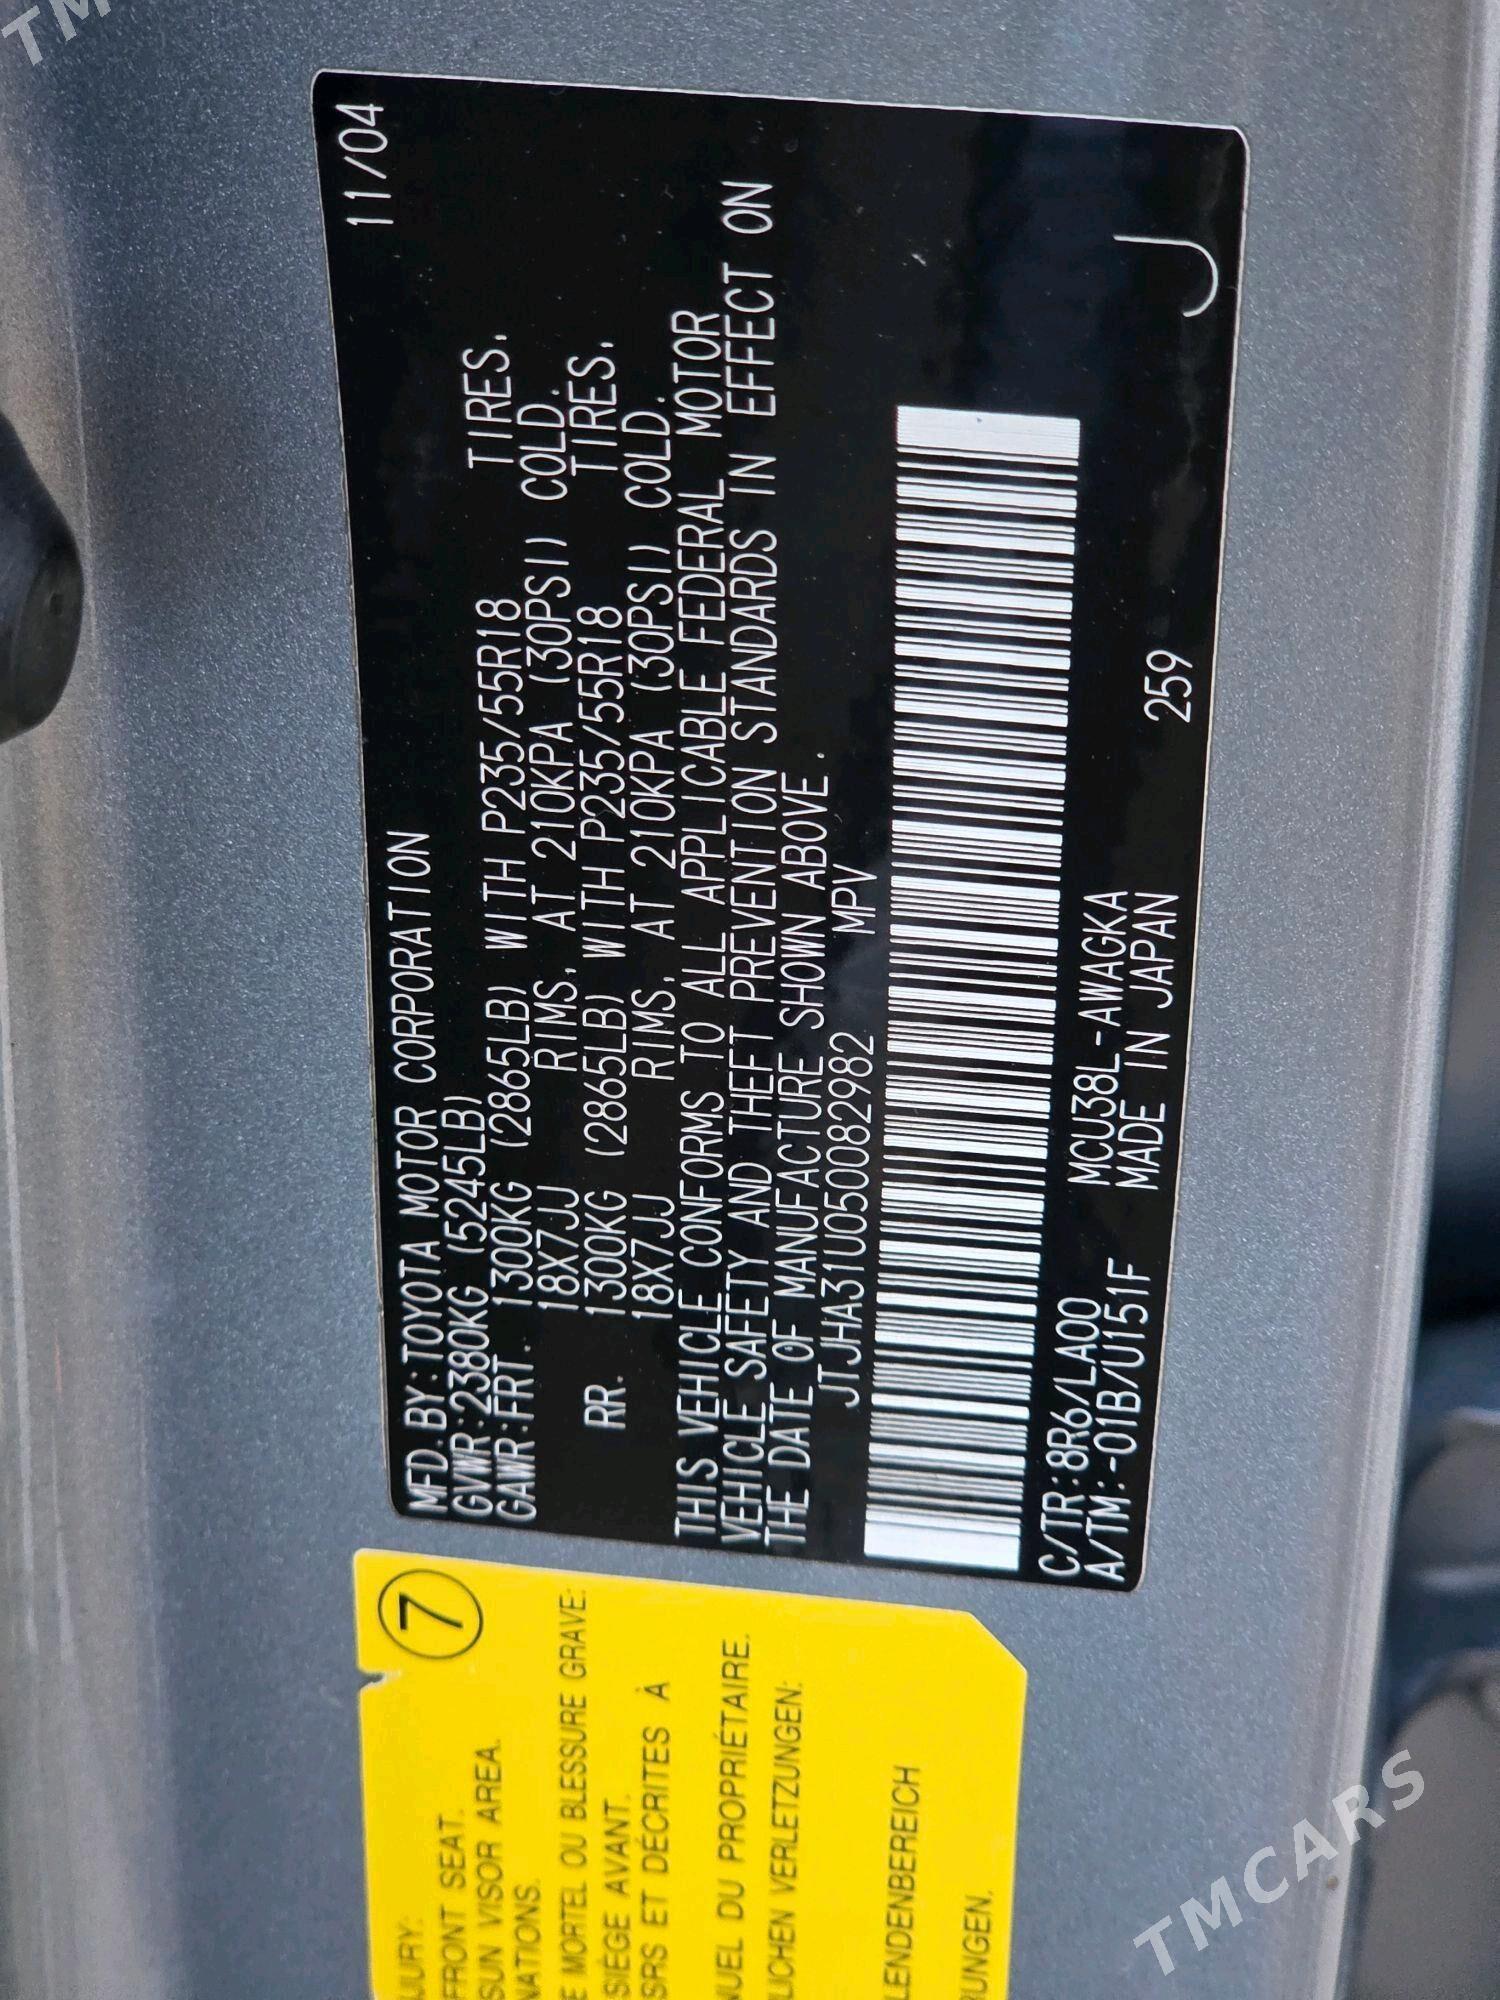 MFD.BY:TOYOTA MOTOR CORPORATION 11/04
GVWR:2380KG (5245LB)
GAWR:FRT. 1300KG (2865LB) WITH P235/55R18 TIRES,
18X7JJ RIMS, AT 210KPA (30PSI) COLD.
RR. 1300KG (2865LB) WITH P235/55R18 TIRES,
18X7JJ RIMS, AT 210KPA (30PSI) COLD.
THIS VEHICLE CONFORMS TO ALL APPLICABLE FEDERAL MOTOR
VEHICLE SAFETY AND THEFT PREVENTION STANDARDS IN EFFECT ON
THE DATE OF MANUFACTURE SHOWN ABOVE.
JTJHA31U050082982 MPV
C/TR:8R6/LA00 MCU38L-AWAGKA
A/TM:-01B/U151F MADE IN JAPAN 259
J
7
FRONT SEAT.
SUN VISOR AREA.
MORTEL OU BLESSURE GRAVE:
SIÈGE AVANT.
ET DÉCRITES À
DU PROPRIÉTAIRE.
VERLETZUNGEN:
TMCARS